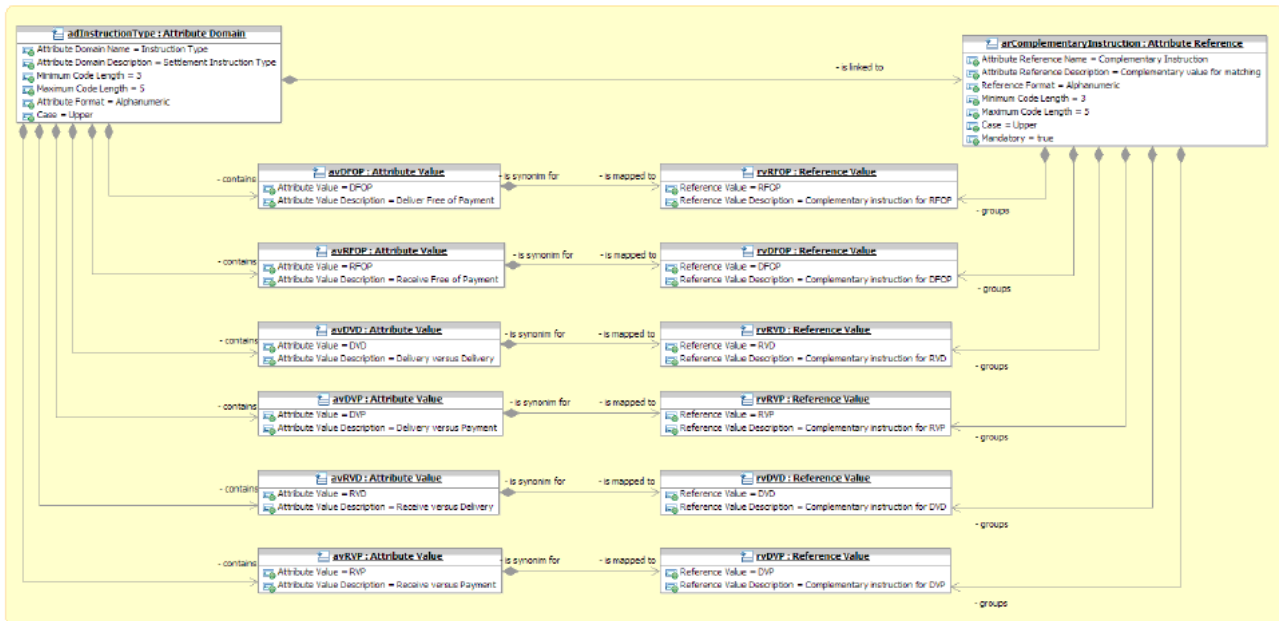 adInstructionType : Attribute Domain
Attribute Domain Name = Instruction Type
Attribute Domain Description = Settlement Instruction Type
Minimum Code Length = 3
Maximum Code Length = 5
Attribute Format = Alphanumeric
Case = Upper
- is linked to
arComplementaryInstruction : Attribute Reference
Attribute Reference Name = Complementary Instruction
Attribute Reference Description = Complementary value for matching
Reference Format = Alphanumeric
Minimum Code Length = 3
Maximum Code Length = 5
Case = Upper
Mandatory = true
- contains
avDFOP : Attribute Value
Attribute Value = DFOP
Attribute Value Description = Deliver Free of Payment
- is synonim for
- is mapped to
rvRFOP : Reference Value
Reference Value = RFOP
Reference Value Description = Complementary instruction for RFOP
- groups
- contains
avRFOP : Attribute Value
Attribute Value = RFOP
Attribute Value Description = Receive Free of Payment
- is synonim for
- is mapped to
rvDFOP : Reference Value
Reference Value = DFOP
Reference Value Description = Complementary instruction for DFOP
- groups
- contains
avDVD : Attribute Value
Attribute Value = DVD
Attribute Value Description = Delivery versus Delivery
- is synonim for
- is mapped to
rvRVD : Reference Value
Reference Value = RVD
Reference Value Description = Complementary instruction for RVD
- groups
- contains
avDVP : Attribute Value
Attribute Value = DVP
Attribute Value Description = Delivery versus Payment
- is synonim for
- is mapped to
rvRVP : Reference Value
Reference Value = RVP
Reference Value Description = Complementary instruction for RVP
- groups
- contains
avRVD : Attribute Value
Attribute Value = RVD
Attribute Value Description = Receive versus Delivery
- is synonim for
- is mapped to
rvDVD : Reference Value
Reference Value = DVD
Reference Value Description = Complementary instruction for DVD
- groups
- contains
avRVP : Attribute Value
Attribute Value = RVP
Attribute Value Description = Receive versus Payment
- is synonim for
- is mapped to
rvDVP : Reference Value
Reference Value = DVP
Reference Value Description = Complementary instruction for DVP
- groups